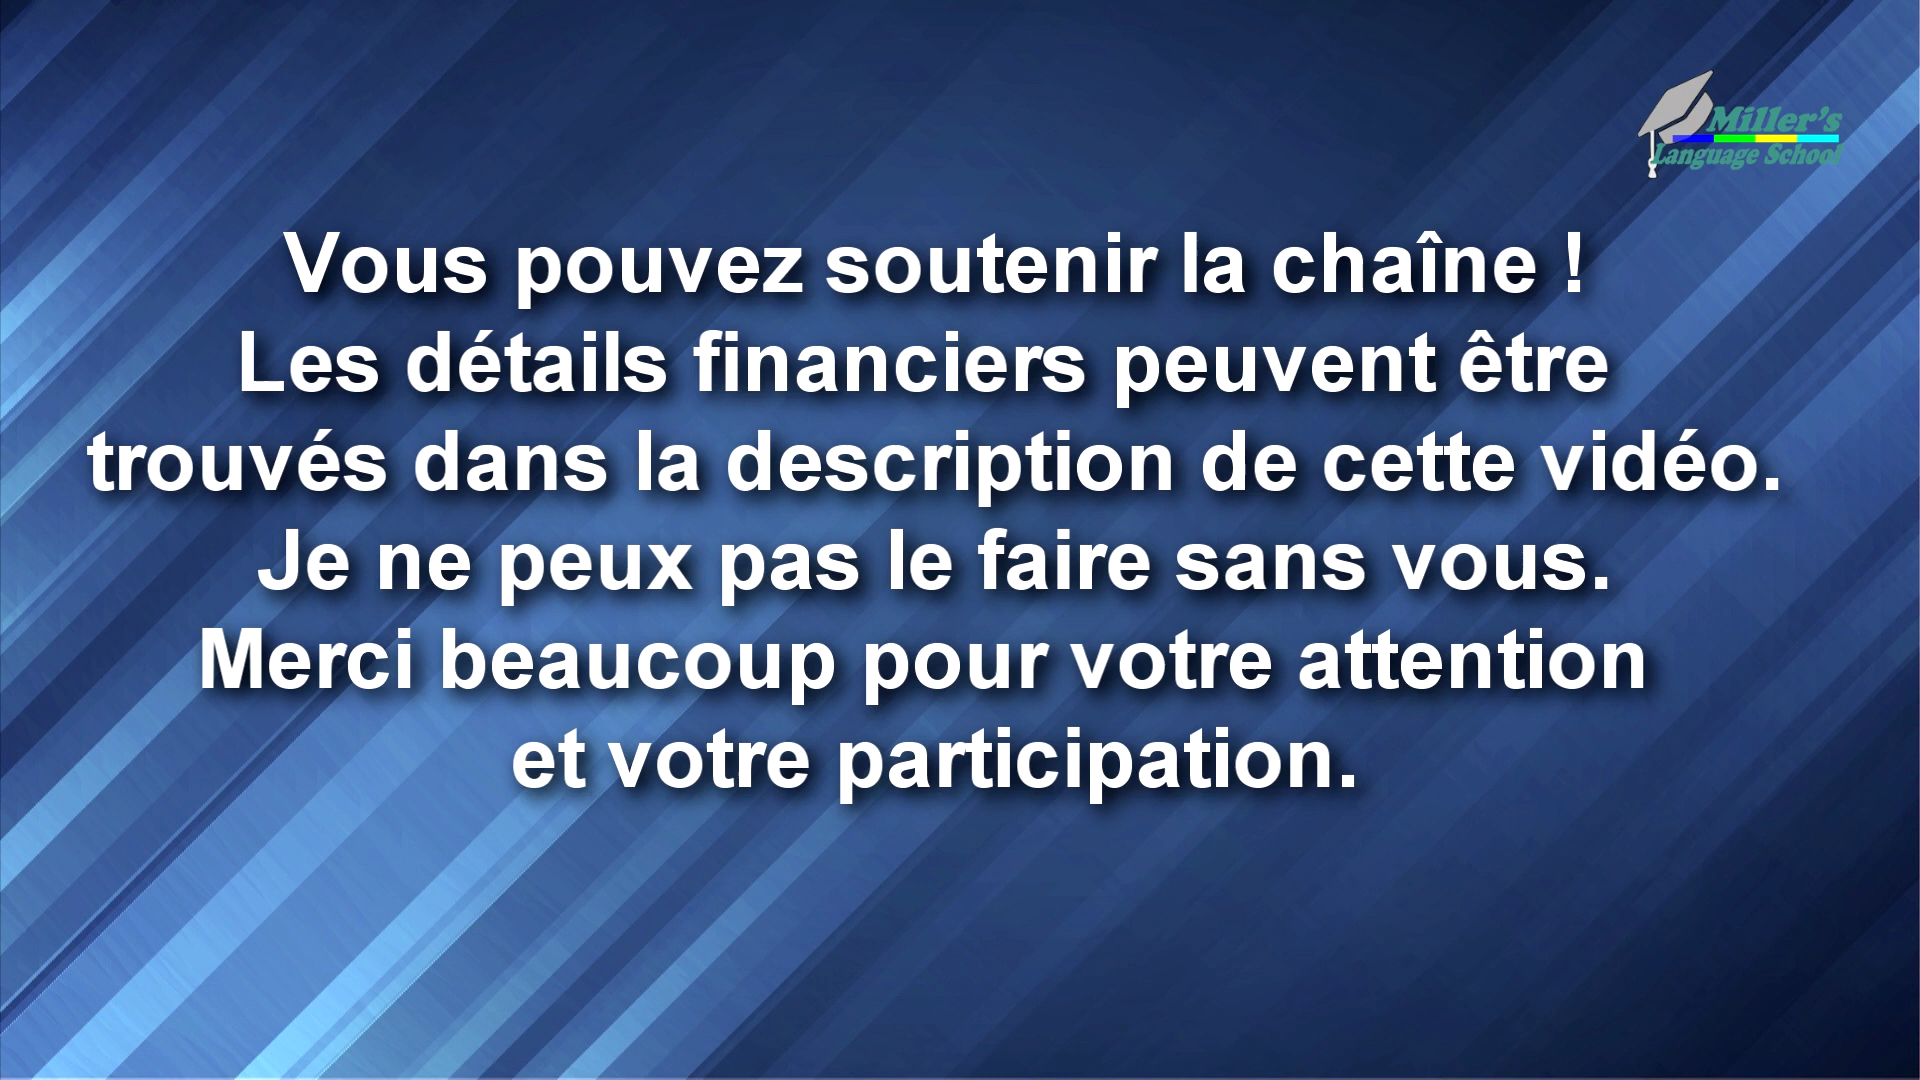 Miller's
Language School
Vous pouvez soutenir la chaîne !
Les détails financiers peuvent être
trouvés dans la description de cette vidéo.
Je ne peux pas le faire sans vous.
Merci beaucoup pour votre attention
et votre participation.